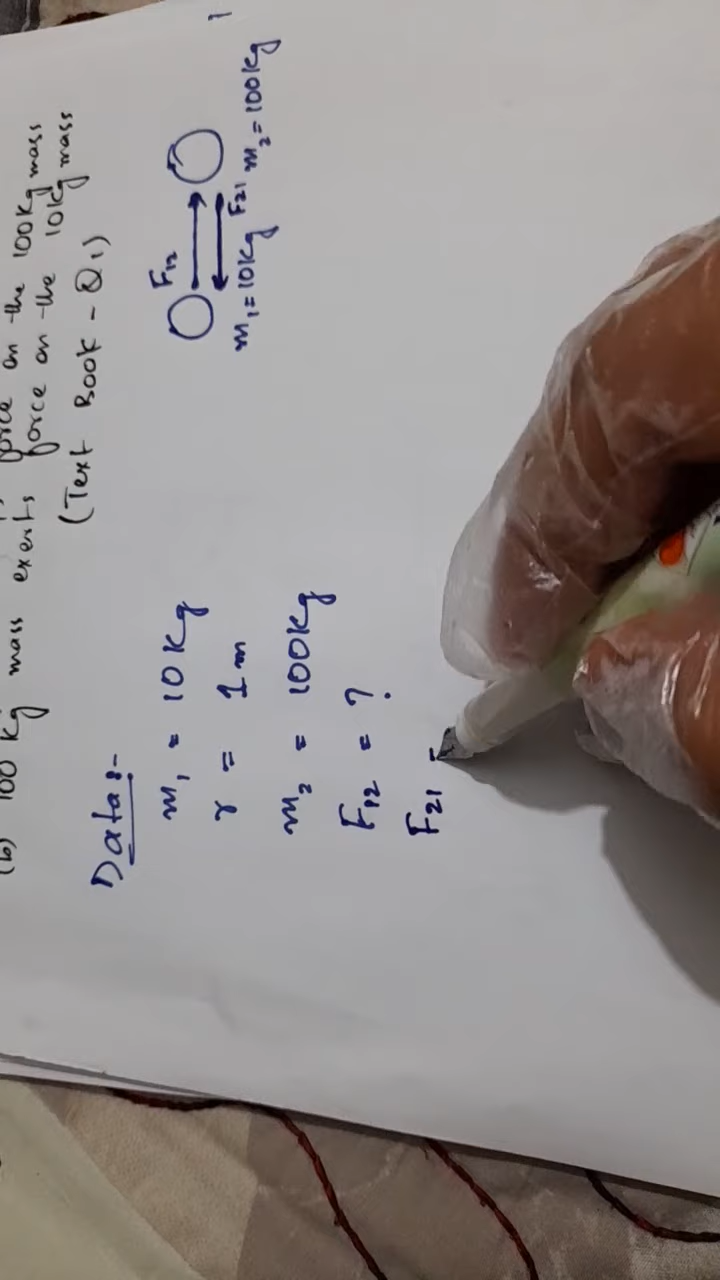 force on the 100Kg mass
(b) 100 Kg mass exerts force on the 10Kg mass
(Text Book - Q1)
Data:-
m₁ = 10Kg
r = 1m
m₂ = 100Kg
F₁₂ = ?
F₂₁ =
F₁₂
F₂₁
m₁=10Kg m₂=100Kg